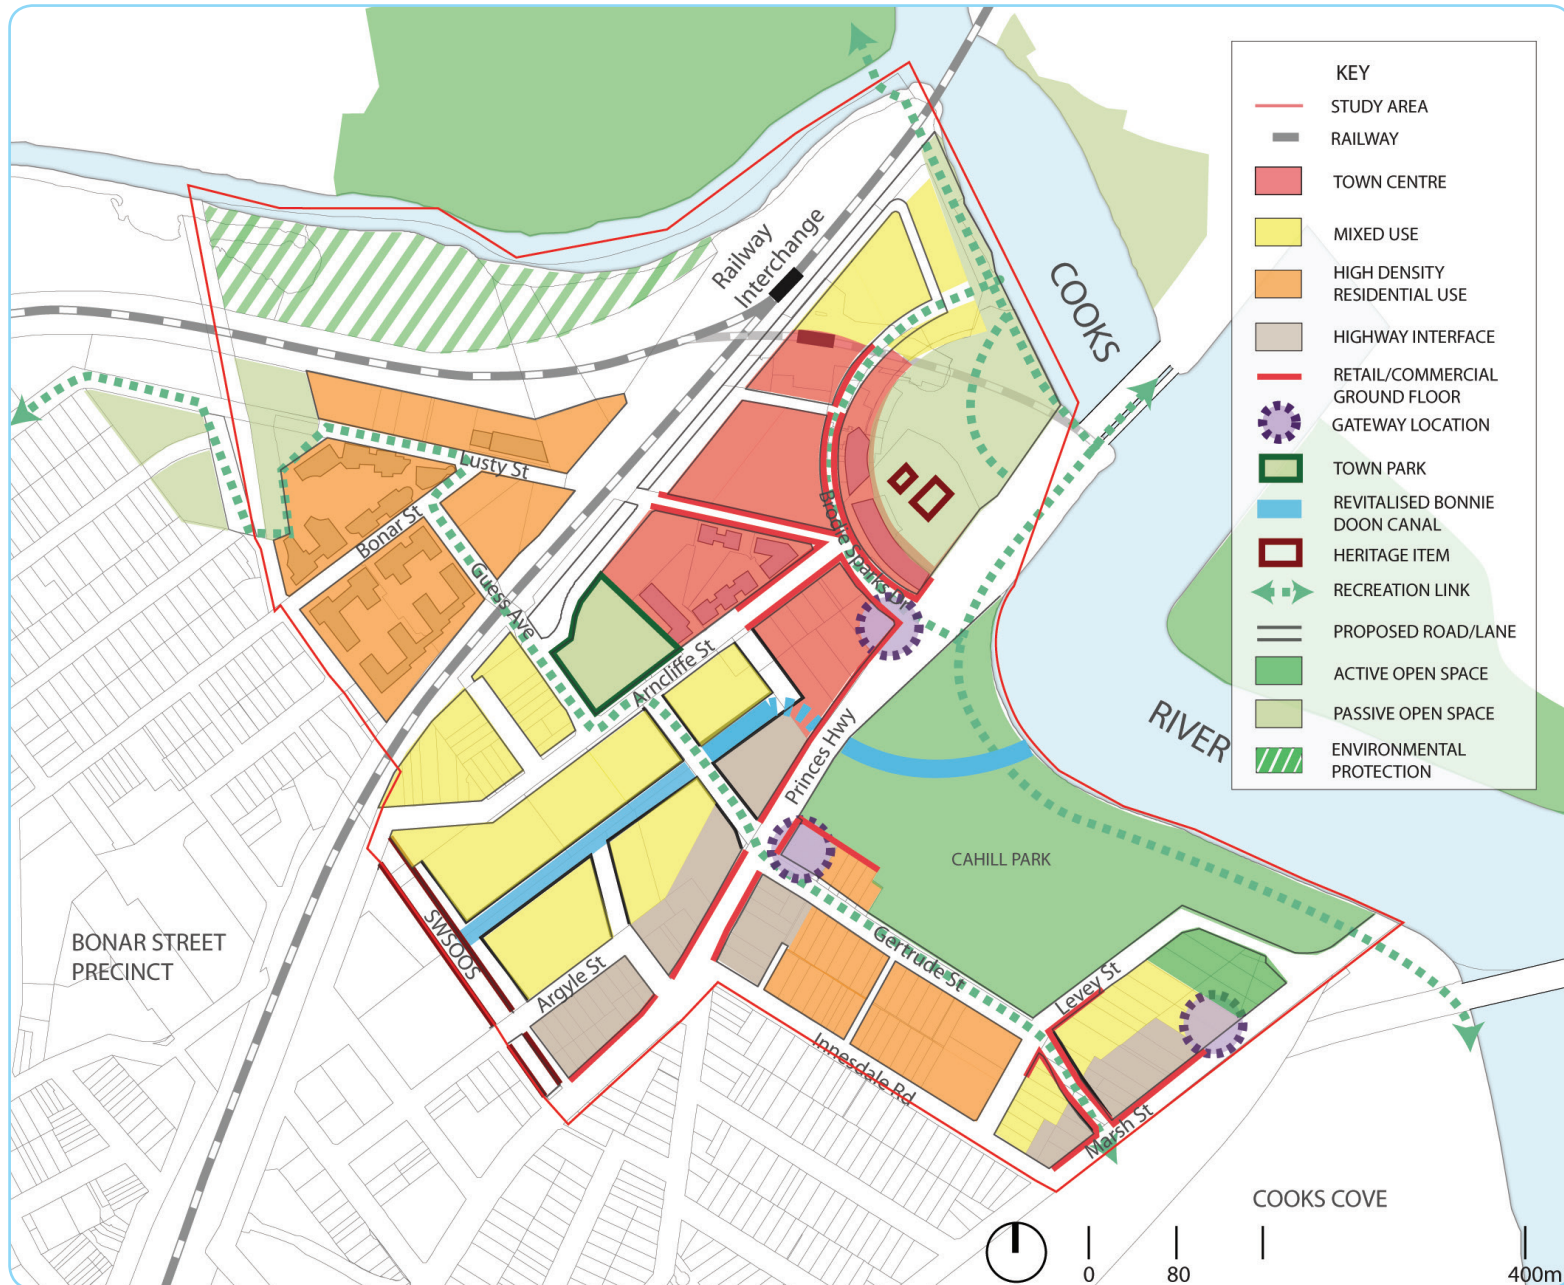 KEY
STUDY AREA
RAILWAY
TOWN CENTRE
MIXED USE
HIGH DENSITY
RESIDENTIAL USE
HIGHWAY INTERFACE
RETAIL/COMMERCIAL
GROUND FLOOR
GATEWAY LOCATION
TOWN PARK
REVITALISED BONNIE
DOON CANAL
HERITAGE ITEM
RECREATION LINK
PROPOSED ROAD/LANE
ACTIVE OPEN SPACE
PASSIVE OPEN SPACE
ENVIRONMENTAL
PROTECTION
Railway
Interchange
COOKS
RIVER
Lusty St
Bonar St
Guess Ave
Brodie Sparks Dr
Arncliffe St
Princes Hwy
CAHILL PARK
BONAR STREET
PRECINCT
SWSOOS
Argyle St
Gertrude St
Levey St
Innesdale Rd
Marsh St
COOKS COVE
0
80
400m